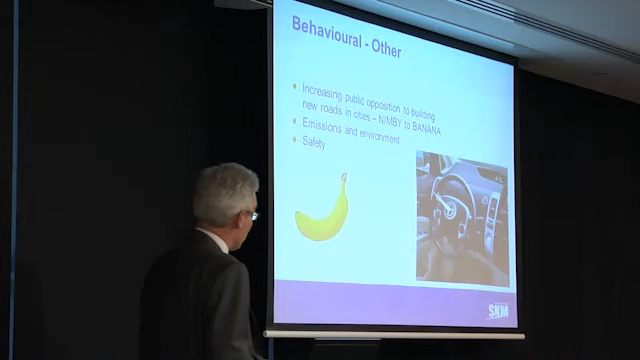 Behavioural - Other
Increasing public opposition to building
new roads in cities – NIMBY to BANANA
Emissions and environment
Safety
SKM